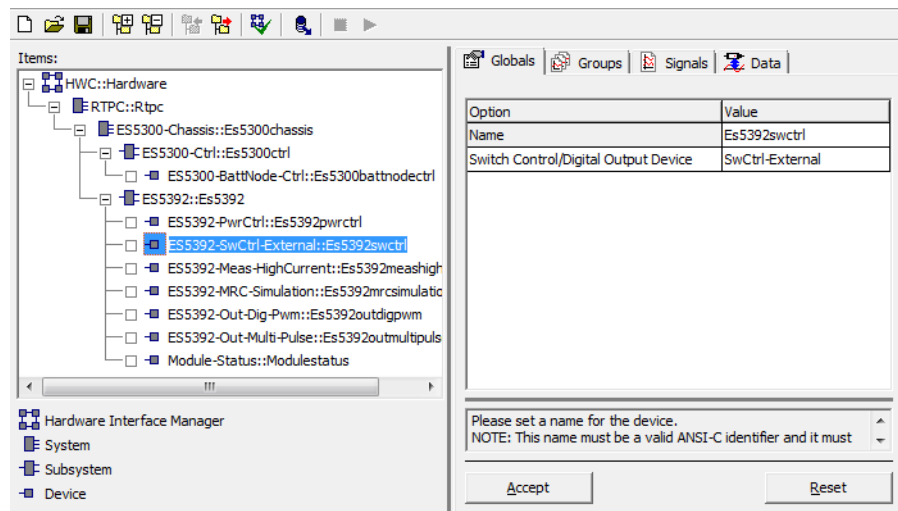 Items:
HWC::Hardware
RTPC::Rtpc
ES5300-Chassis::Es5300chassis
ES5300-Ctrl::Es5300ctrl
ES5300-BattNode-Ctrl::Es5300battnodectrl
ES5392::Es5392
ES5392-PwrCtrl::Es5392pwrctrl
ES5392-SwCtrl-External::Es5392swctrl
ES5392-Meas-HighCurrent::Es5392meashigh
ES5392-MRC-Simulation::Es5392mrcsimulatic
ES5392-Out-Dig-Pwm::Es5392outdigpwm
ES5392-Out-Multi-Pulse::Es5392outmultipuls
Module-Status::Modulestatus
Hardware Interface Manager
System
Subsystem
Device
Globals Groups Signals Data
Option Value
Name Es5392swctrl
Switch Control/Digital Output Device SwCtrl-External
Please set a name for the device.
NOTE: This name must be a valid ANSI-C identifier and it must
Accept Reset